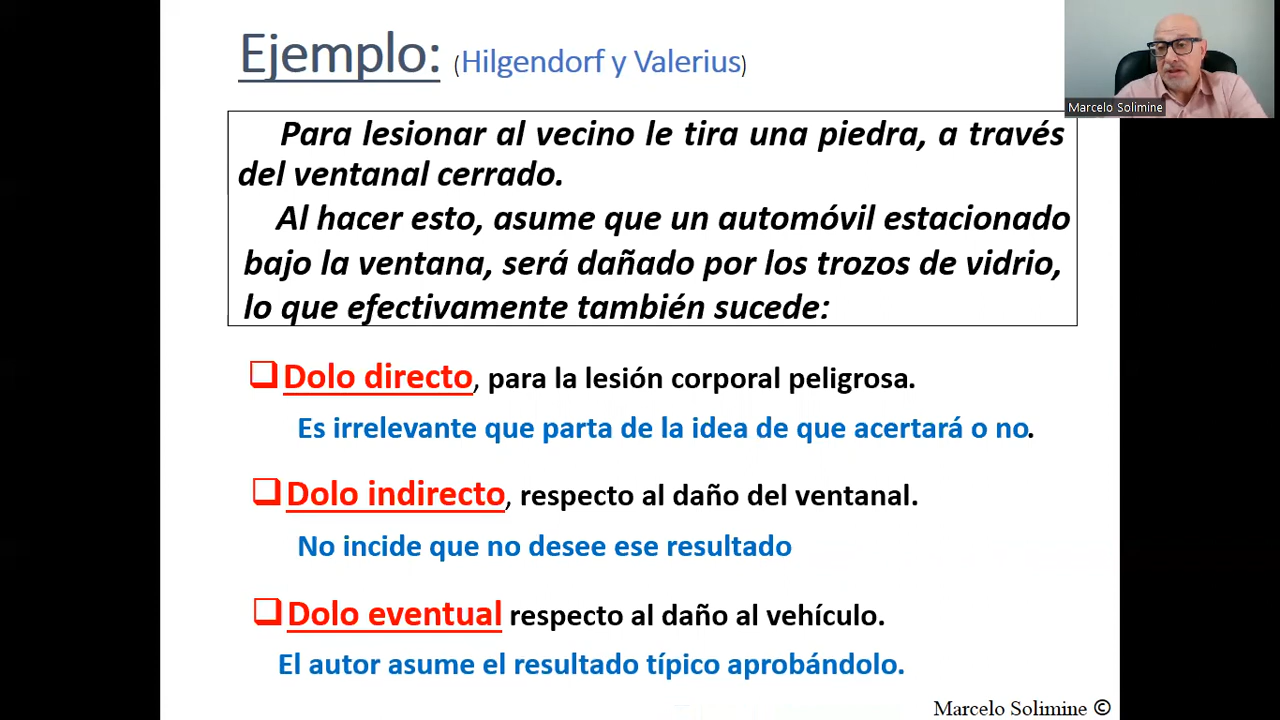 Ejemplo: (Hilgendorf y Valerius)
Marcelo Solimine
Para lesionar al vecino le tira una piedra, a través
del ventanal cerrado.
Al hacer esto, asume que un automóvil estacionado
bajo la ventana, será dañado por los trozos de vidrio,
lo que efectivamente también sucede:
❑ Dolo directo, para la lesión corporal peligrosa.
Es irrelevante que parta de la idea de que acertará o no.
❑ Dolo indirecto, respecto al daño del ventanal.
No incide que no desee ese resultado
❑ Dolo eventual respecto al daño al vehículo.
El autor asume el resultado típico aprobándolo.
Marcelo Solimine ©